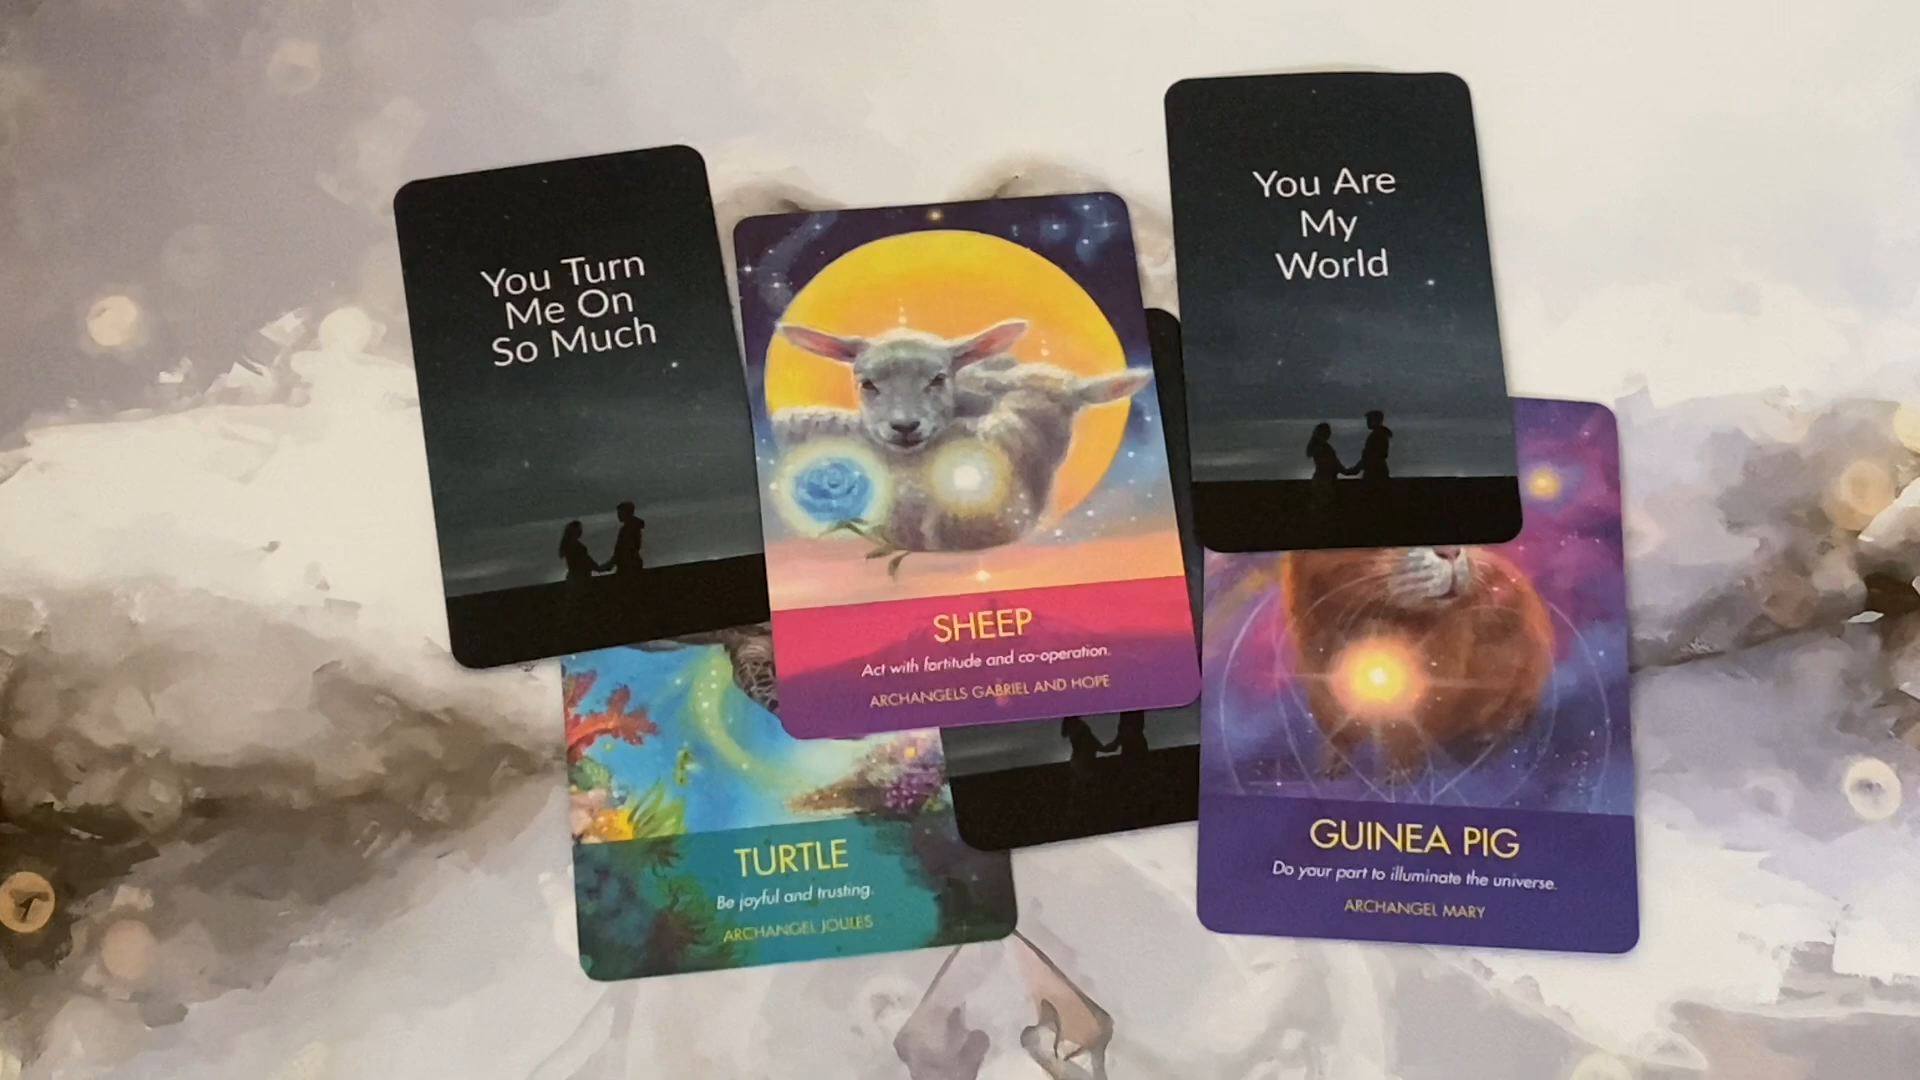 You Turn
Me On
So Much
SHEEP
Act with fortitude and co-operation.
ARCHANGELS GABRIEL AND HOPE
You Are
My
World
TURTLE
Be joyful and trusting.
ARCHANGEL JOULES
GUINEA PIG
Do your part to illuminate the universe.
ARCHANGEL MARY